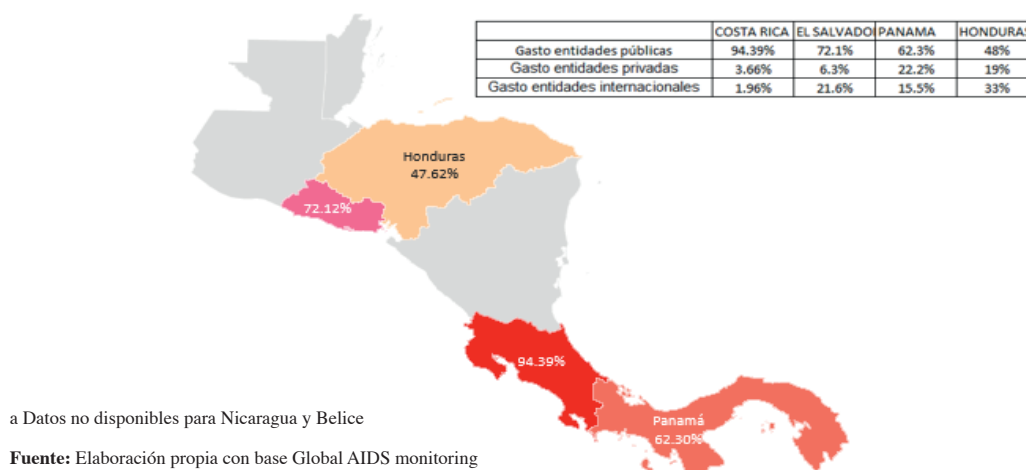 COSTA RICA EL SALVADOR PANAMA HONDURAS
Gasto entidades públicas 94.39% 72.1% 62.3% 48%
Gasto entidades privadas 3.66% 6.3% 22.2% 19%
Gasto entidades internacionales 1.96% 21.6% 15.5% 33%
Honduras
47.62%
72.12%
94.39%
Panamá
62.30%
a Datos no disponibles para Nicaragua y Belice
Fuente: Elaboración propia con base Global AIDS monitoring